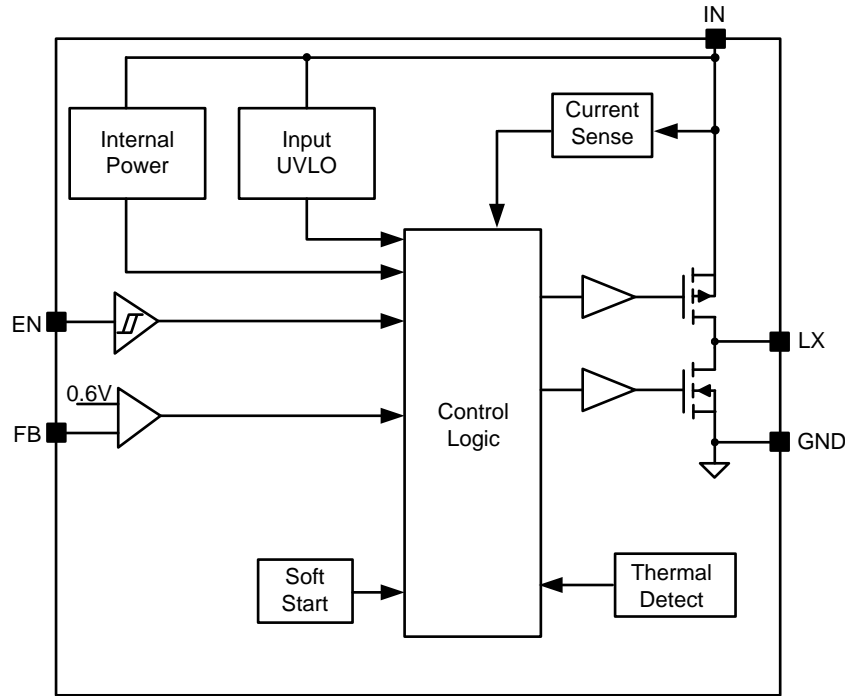 IN
Internal
Power
Input
UVLO
Current
Sense
EN
LX
0.6V
FB
Control
Logic
GND
Soft
Start
Thermal
Detect